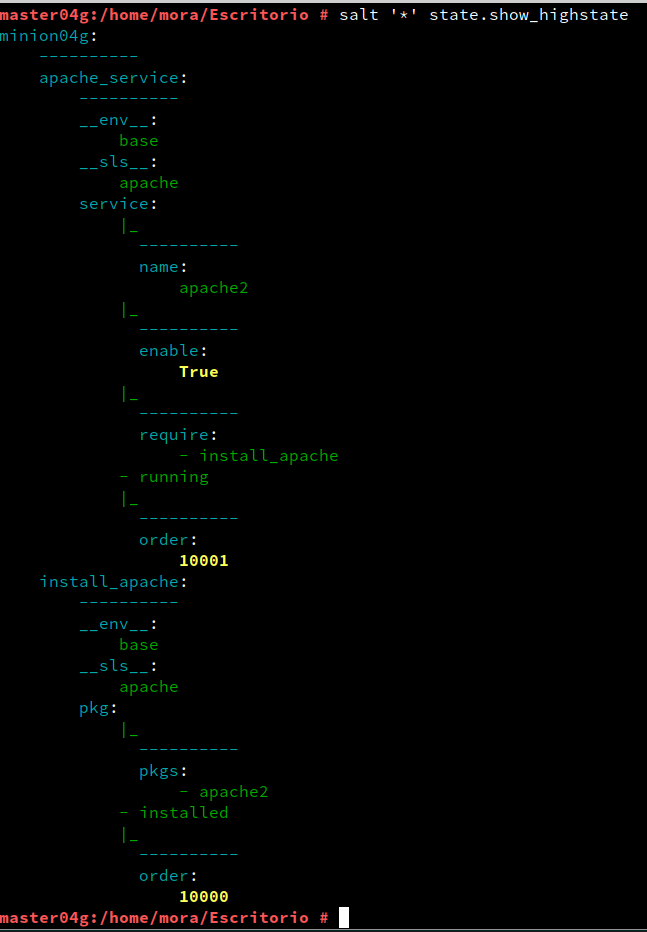 master04g:/home/mora/Escritorio # salt '*' state.show_highstate
minion04g:
    ----------
    apache_service:
        ----------
        __env__:
            base
        __sls__:
            apache
        service:
            |_
              ----------
              name:
                  apache2
            |_
              ----------
              enable:
                  True
            |_
              ----------
              require:
                  - install_apache
            - running
            |_
              ----------
              order:
                  10001
    install_apache:
        ----------
        __env__:
            base
        __sls__:
            apache
        pkg:
            |_
              ----------
              pkgs:
                  - apache2
            - installed
            |_
              ----------
              order:
                  10000
master04g:/home/mora/Escritorio #